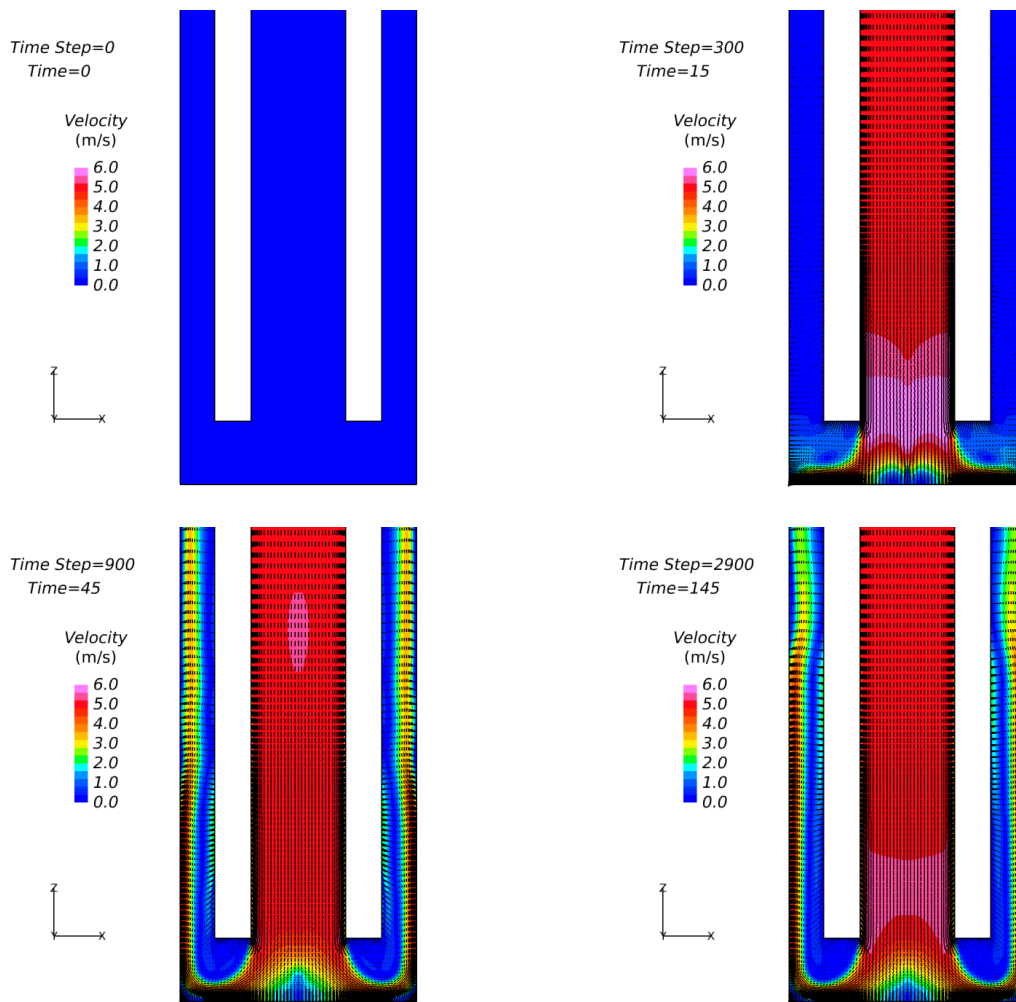 Time Step=0
Time=0
Velocity
(m/s)
6.0
5.0
4.0
3.0
2.0
1.0
0.0
Z
Y
X
Time Step=300
Time=15
Velocity
(m/s)
6.0
5.0
4.0
3.0
2.0
1.0
0.0
Z
Y
X
Time Step=900
Time=45
Velocity
(m/s)
6.0
5.0
4.0
3.0
2.0
1.0
0.0
Z
Y
X
Time Step=2900
Time=145
Velocity
(m/s)
6.0
5.0
4.0
3.0
2.0
1.0
0.0
Z
Y
X